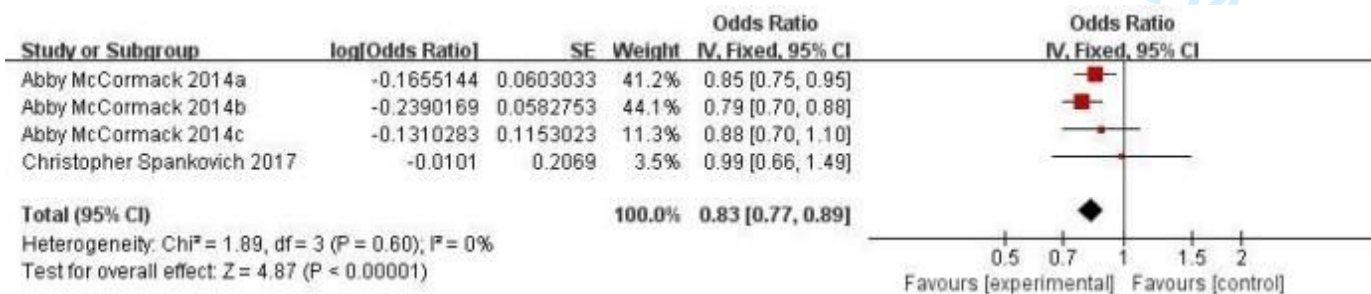 Odds Ratio Odds Ratio
Study or Subgroup log[Odds Ratio] SE Weight IV, Fixed, 95% CI IV, Fixed, 95% CI
Abby McCormack 2014a -0.1655144 0.0603033 41.2% 0.85 [0.75, 0.95]
Abby McCormack 2014b -0.2390169 0.0582753 44.1% 0.79 [0.70, 0.88]
Abby McCormack 2014c -0.1310283 0.1153023 11.3% 0.88 [0.70, 1.10]
Christopher Spankovich 2017 -0.0101 0.2069 3.5% 0.99 [0.66, 1.49]
Total (95% CI) 100.0% 0.83 [0.77, 0.89]
Heterogeneity: Chi² = 1.89, df = 3 (P = 0.60); I² = 0%
Test for overall effect: Z = 4.87 (P < 0.00001)
0.5 0.7 1 1.5 2
Favours [experimental] Favours [control]